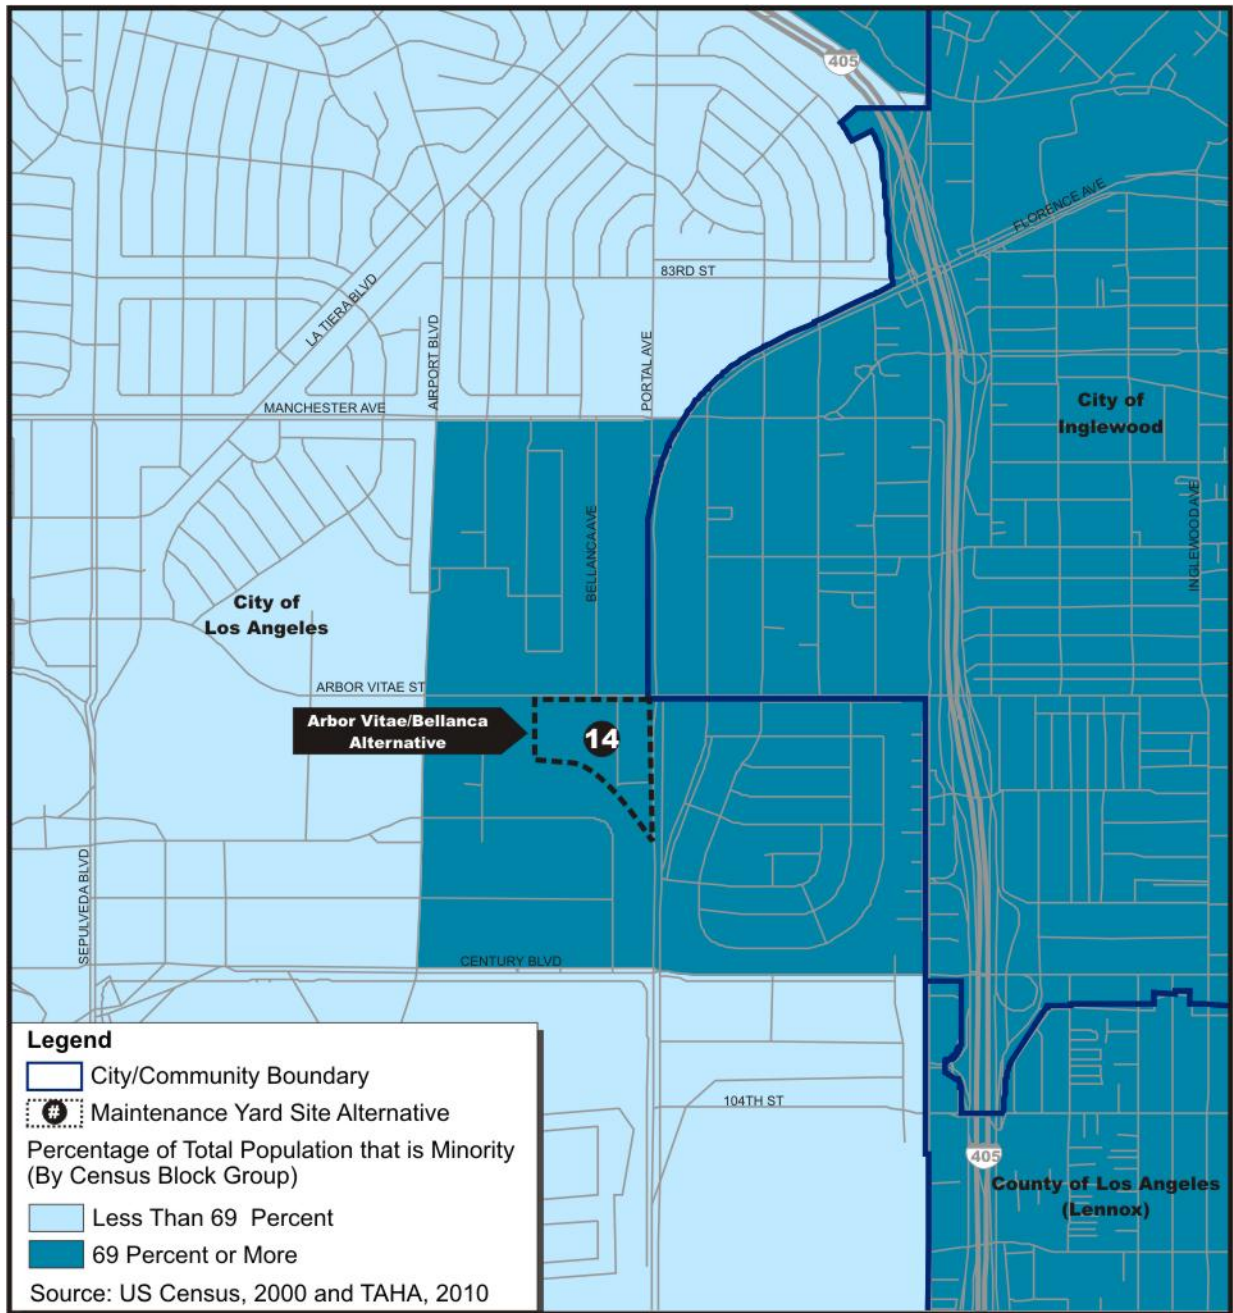 405
FLORENCE AVE
83RD ST
LA TIERA BLVD
AIRPORT BLVD
PORTAL AVE
MANCHESTER AVE
City of
Inglewood
INGLEWOOD AVE
BELLANCA AVE
City of
Los Angeles
ARBOR VITAE ST
Arbor Vitae/Bellanca
Alternative
14
SEPULVEDA BLVD
CENTURY BLVD
104TH ST
405
County of Los Angeles
(Lennox)
Legend
City/Community Boundary
# Maintenance Yard Site Alternative
Percentage of Total Population that is Minority
(By Census Block Group)
Less Than 69 Percent
69 Percent or More
Source: US Census, 2000 and TAHA, 2010